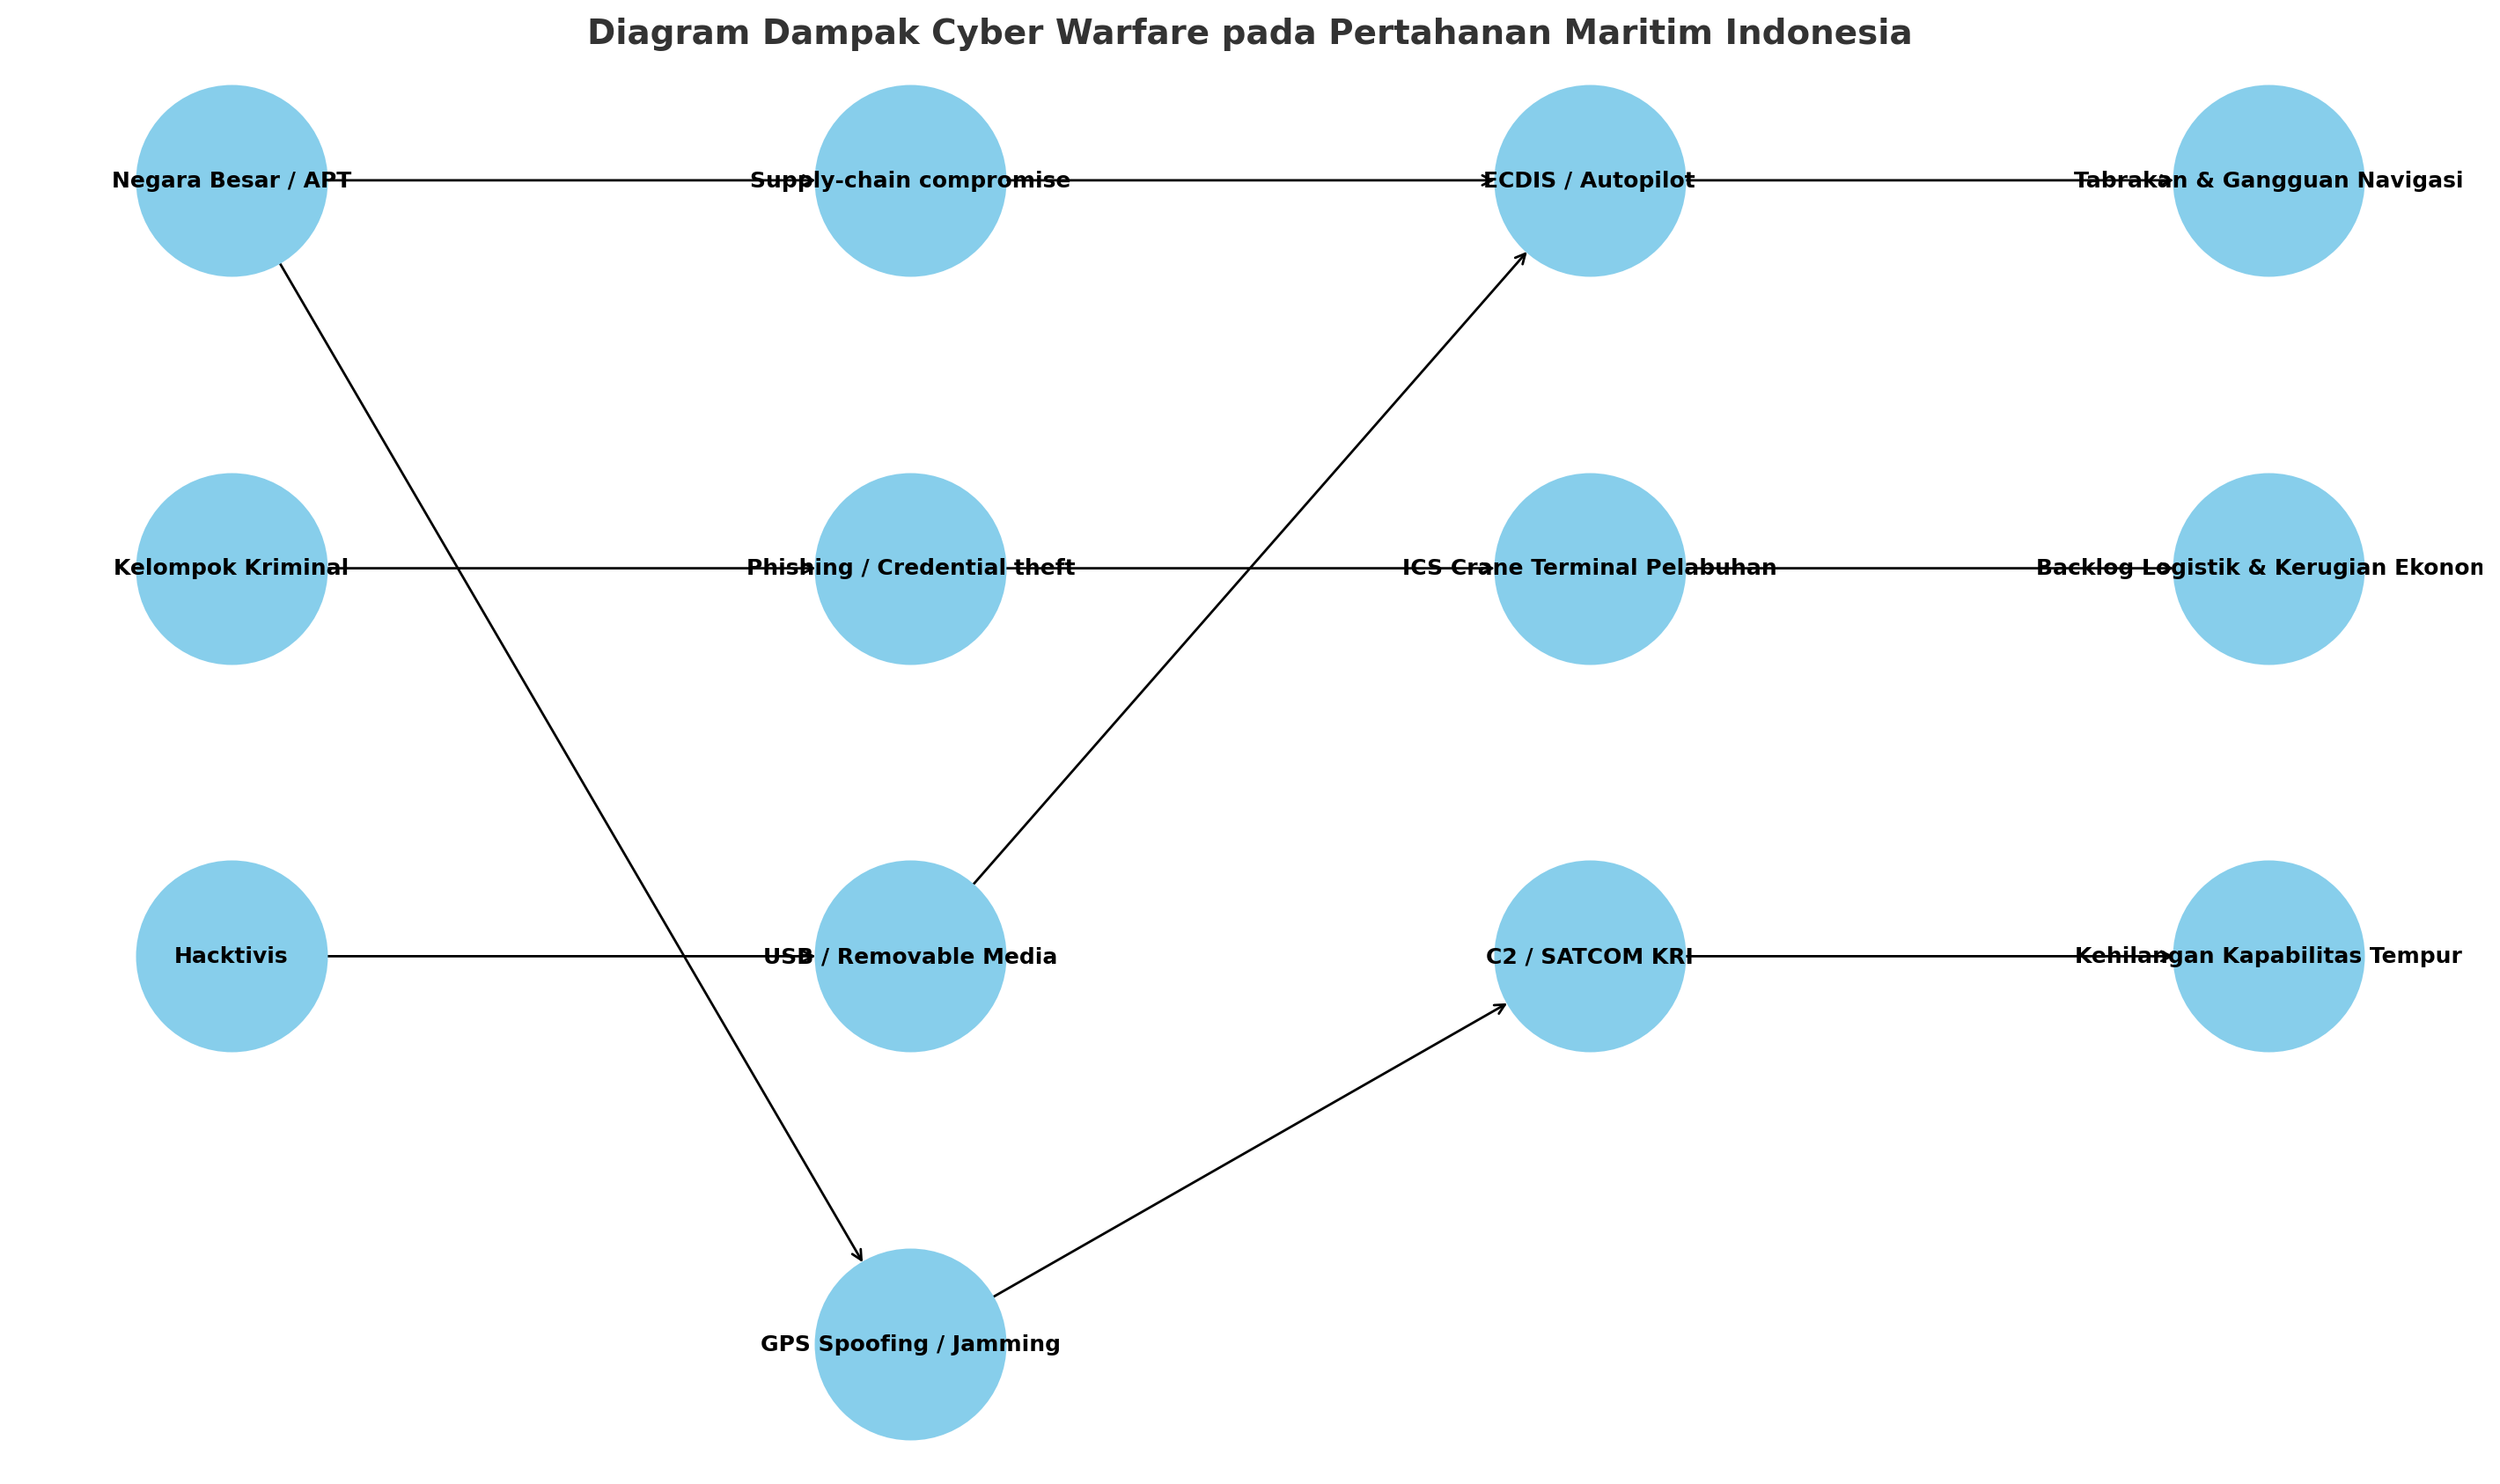 Diagram Dampak Cyber Warfare pada Pertahanan Maritim Indonesia
Negara Besar / APT
Supply-chain compromise
ECDIS / Autopilot
Tabrakan & Gangguan Navigasi
Kelompok Kriminal
Phishing / Credential theft
ICS Crane Terminal Pelabuhan
Backlog Logistik & Kerugian Ekonon
Hacktivis
USB / Removable Media
C2 / SATCOM KRI
Kehilangan Kapabilitas Tempur
GPS Spoofing / Jamming